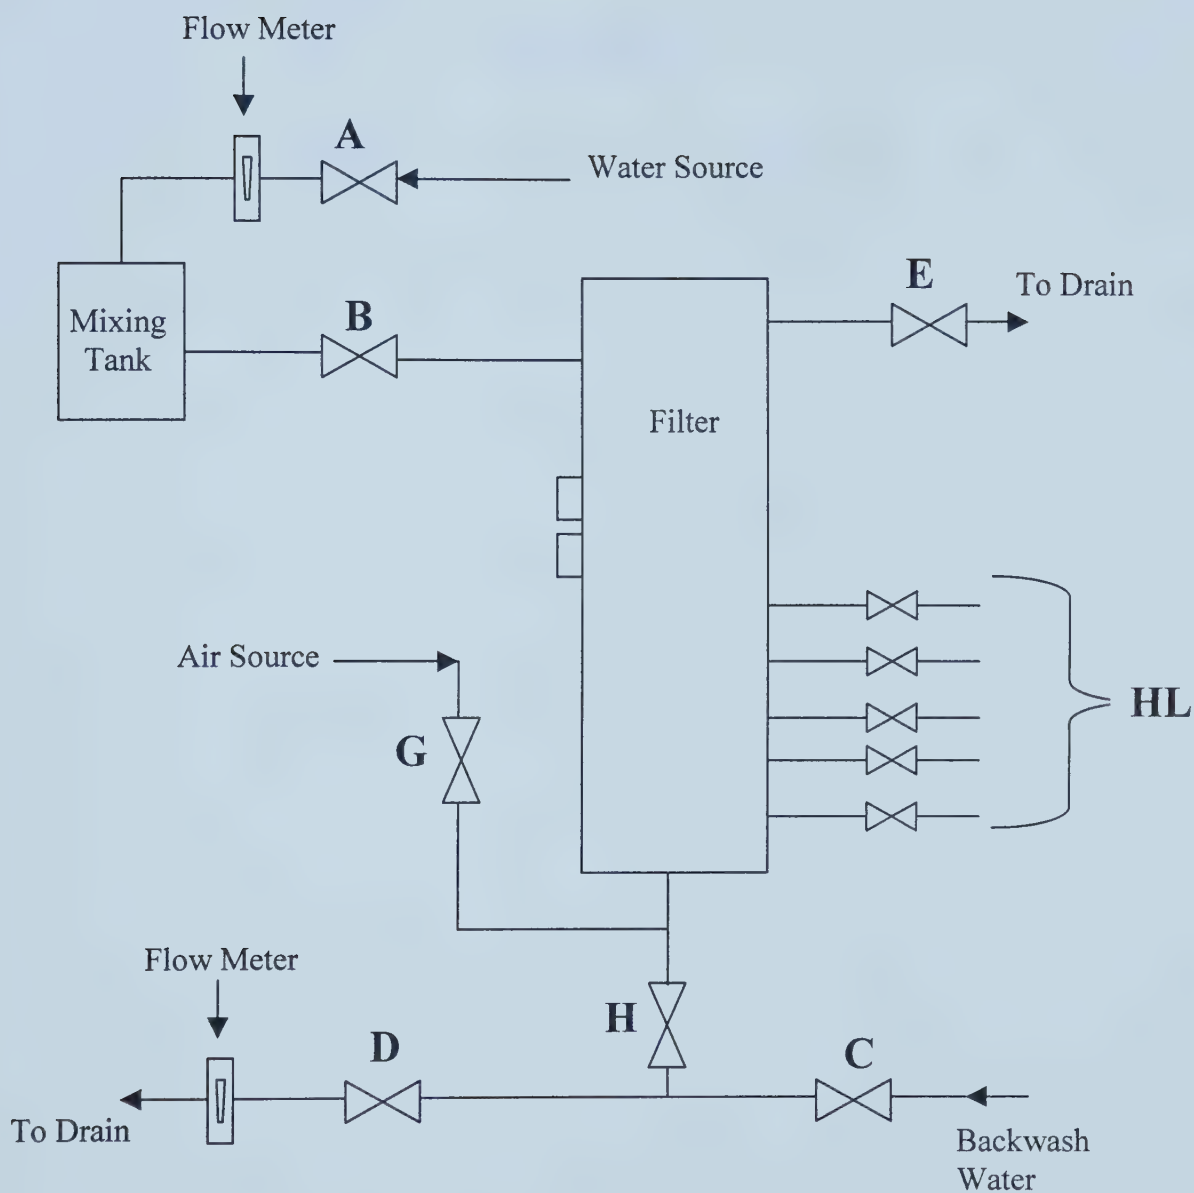 Flow Meter
A
Water Source
E
To Drain
B
Mixing
Tank
Filter
Air Source
HL
G
Flow Meter
H
D
C
To Drain
Backwash
Water